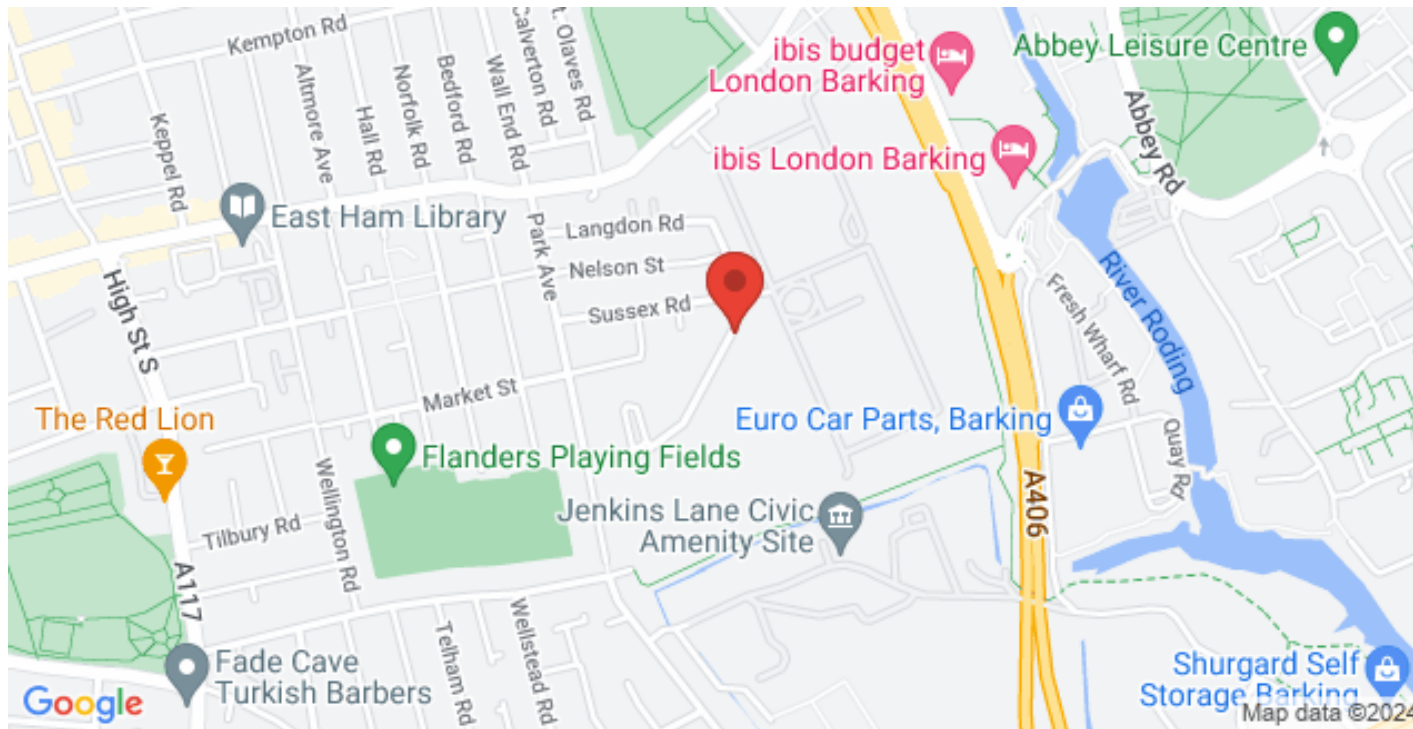 Kempton Rd
Calverton Rd
t. Olaves Rd
Wall End Rd
Bedford Rd
Norfolk Rd
Hall Rd
Altmore Ave
Keppel Rd
ibis budget
London Barking
Abbey Leisure Centre
ibis London Barking
Abbey Rd
East Ham Library
Langdon Rd
Park Ave
Nelson St
Sussex Rd
High St S
River Roding
Fresh Wharf Rd
Market St
The Red Lion
Euro Car Parts, Barking
Flanders Playing Fields
Quay Rd
Wellington Rd
A406
Jenkins Lane Civic
Amenity Site
Tilbury Rd
A117
Telham Rd
Wellstead Rd
Fade Cave
Turkish Barbers
Shurgard Self
Storage Barking
Google
Map data ©2024